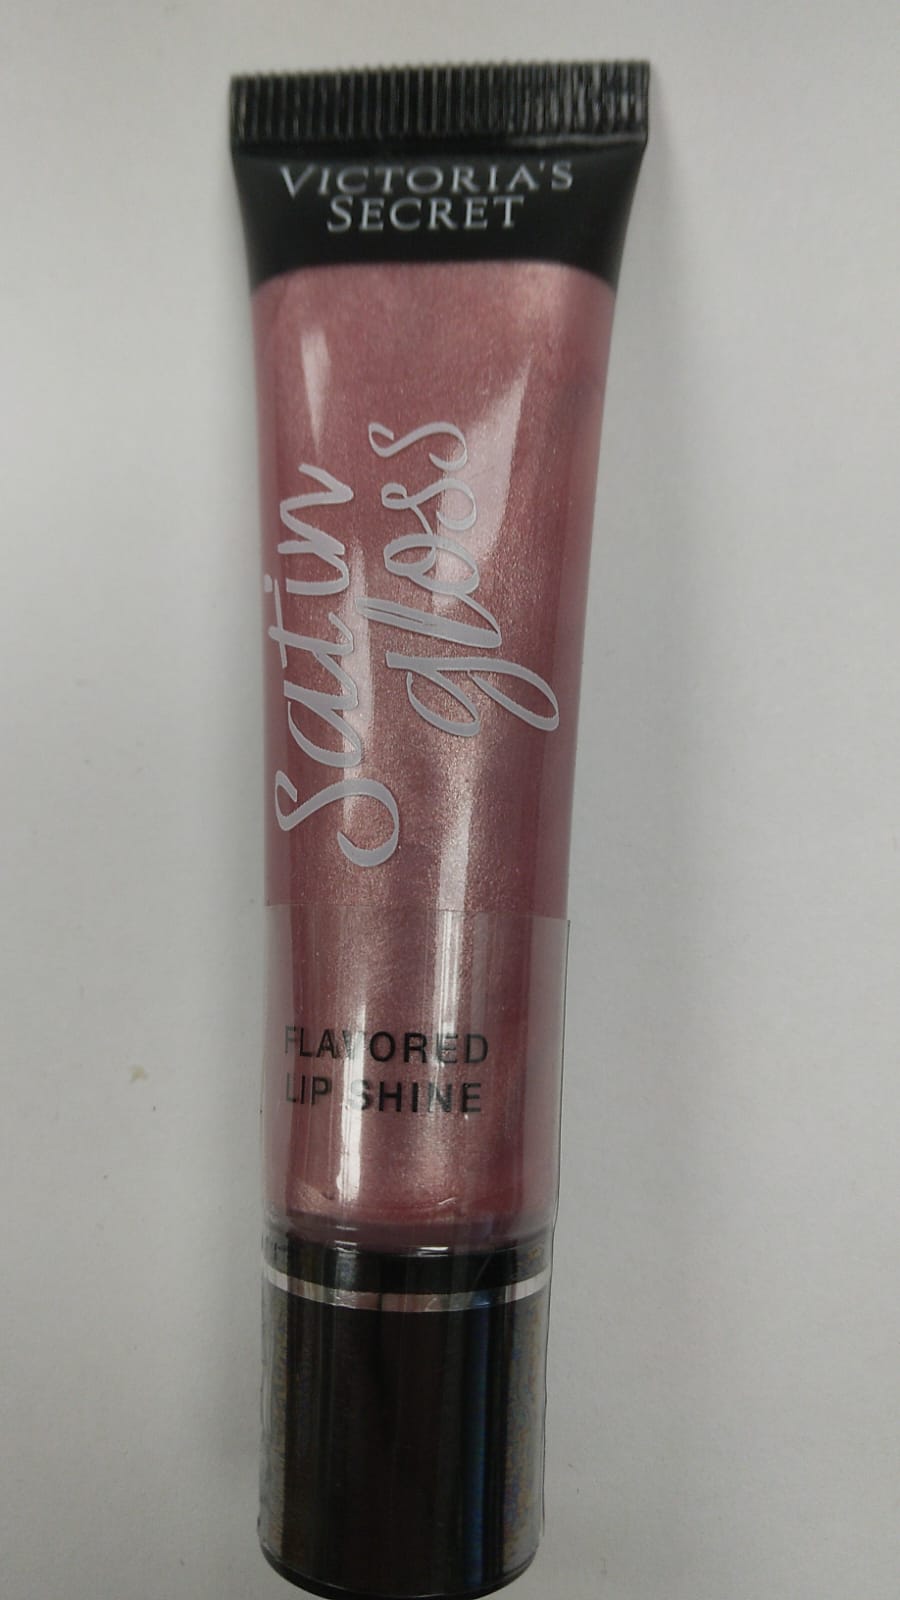 VICTORIA'S
SECRET
Satin
gloss
FLAVORED
LIP SHINE